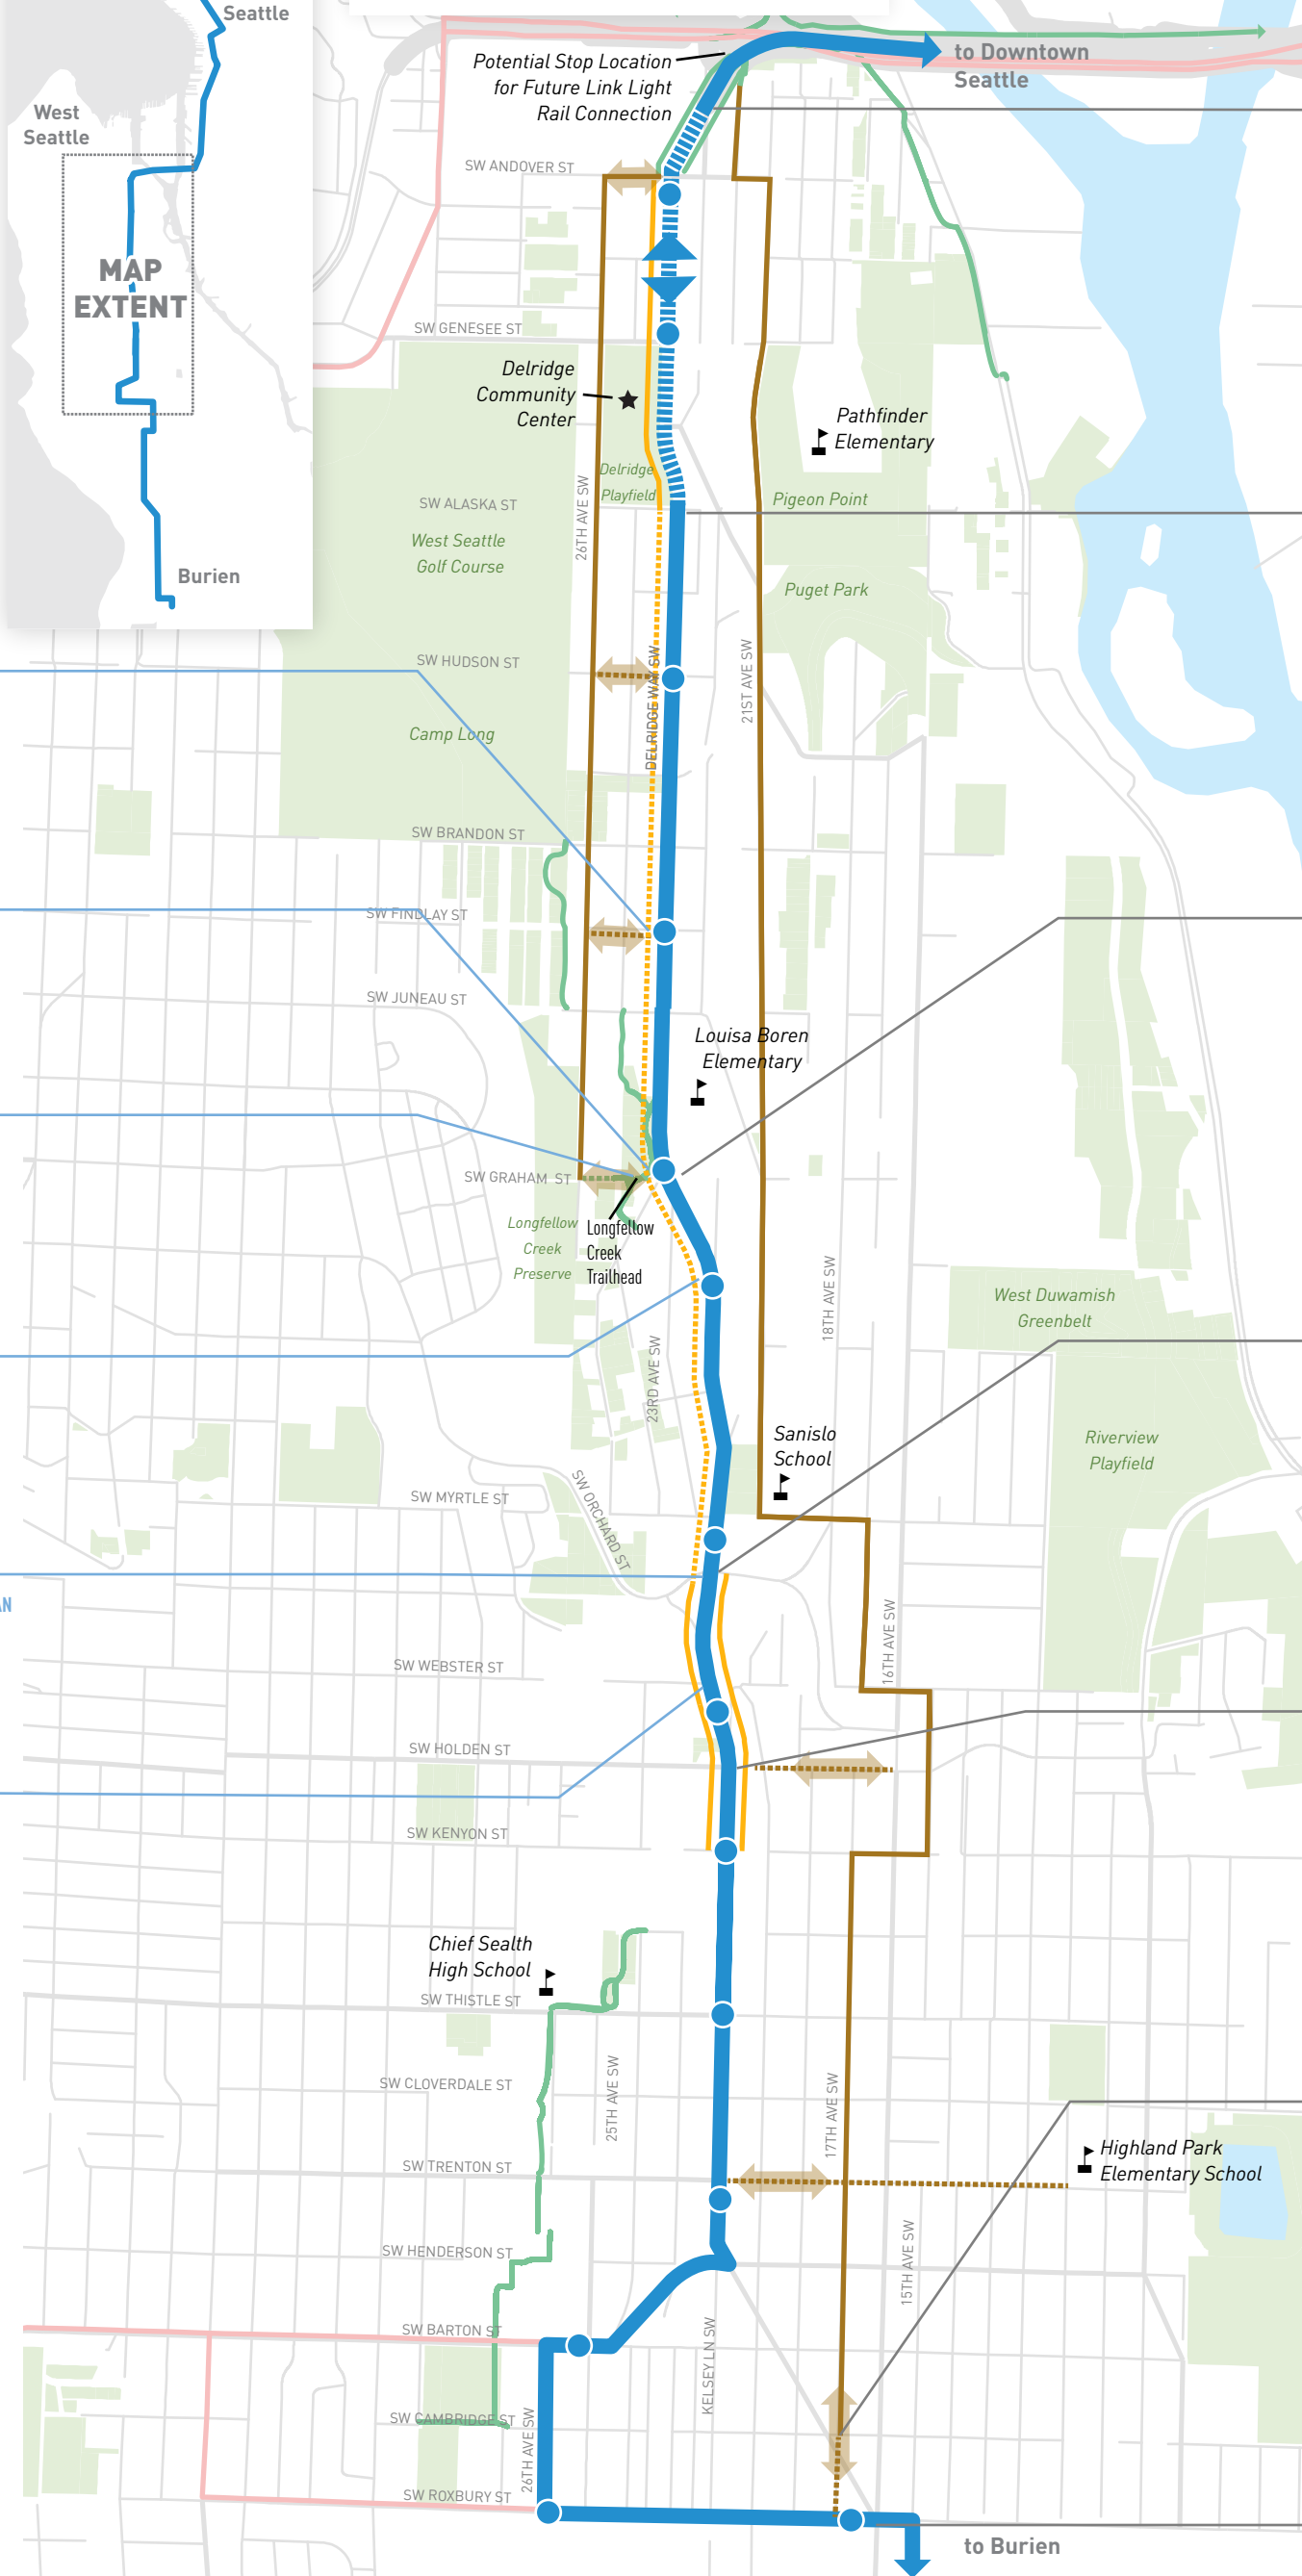 Seattle
West
Seattle
MAP
EXTENT
Burien
Potential Stop Location
for Future Link Light
Rail Connection
to Downtown
Seattle
SW ANDOVER ST
SW GENESEE ST
Delridge
Community
Center
Pathfinder
Elementary
Delridge
Playfield
26TH AVE SW
SW ALASKA ST
Pigeon Point
West Seattle
Golf Course
Puget Park
SW HUDSON ST
DELRIDGE WAY SW
21ST AVE SW
Camp Long
SW BRANDON ST
SW FINDLAY ST
SW JUNEAU ST
Louisa Boren
Elementary
SW GRAHAM ST
Longfellow
Creek
Preserve
Longfellow
Creek
Trailhead
18TH AVE SW
West Duwamish
Greenbelt
23RD AVE SW
Sanislo
School
Riverview
Playfield
SW MYRTLE ST
SW ORCHARD ST
AN
16TH AVE SW
SW WEBSTER ST
SW HOLDEN ST
SW KENYON ST
Chief Sealth
High School
SW THISTLE ST
SW CLOVERDALE ST
25TH AVE SW
17TH AVE SW
Highland Park
Elementary School
SW TRENTON ST
15TH AVE SW
SW HENDERSON ST
SW BARTON ST
KELSEY LN SW
SW CAMBRIDGE ST
26TH AVE SW
SW ROXBURY ST
to Burien